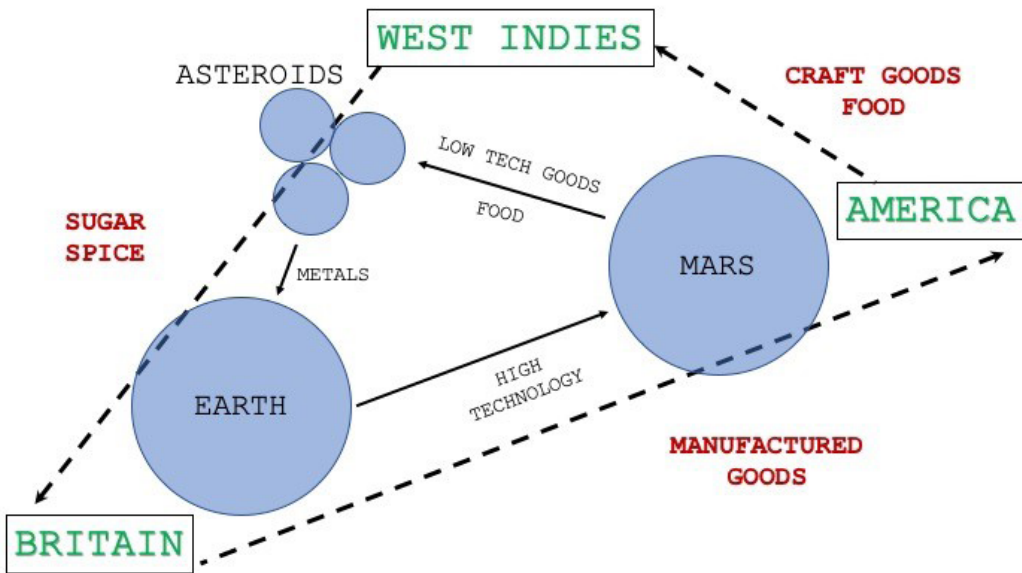 WEST INDIES
ASTEROIDS
CRAFT GOODS
FOOD
LOW TECH GOODS
FOOD
AMERICA
SUGAR
SPICE
MARS
METALS
EARTH
HIGH
TECHNOLOGY
MANUFACTURED
GOODS
BRITAIN